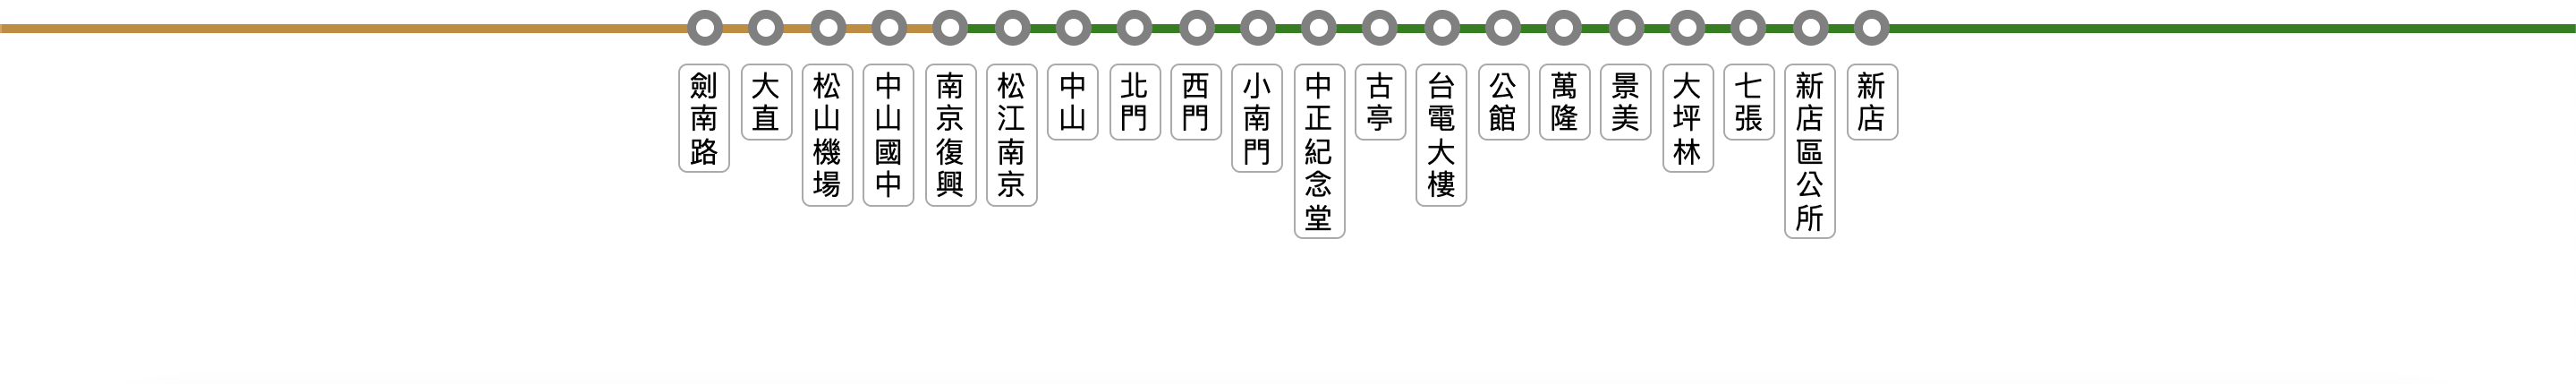 劍南路
大直
松山機場
中山國中
南京復興
松江南京
中山
北門
西門
小南門
中正紀念堂
古亭
台電大樓
公館
萬隆
景美
大坪林
七張
新店區公所
新店